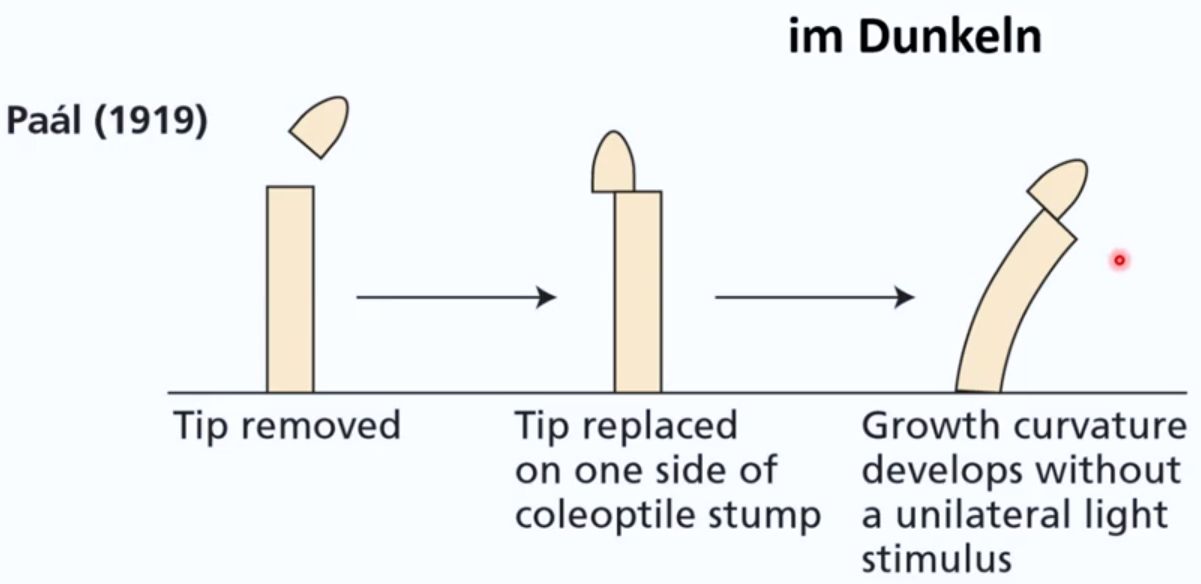 im Dunkeln
Paál (1919)
Tip removed
Tip replaced
on one side of
coleoptile stump
Growth curvature
develops without
a unilateral light
stimulus